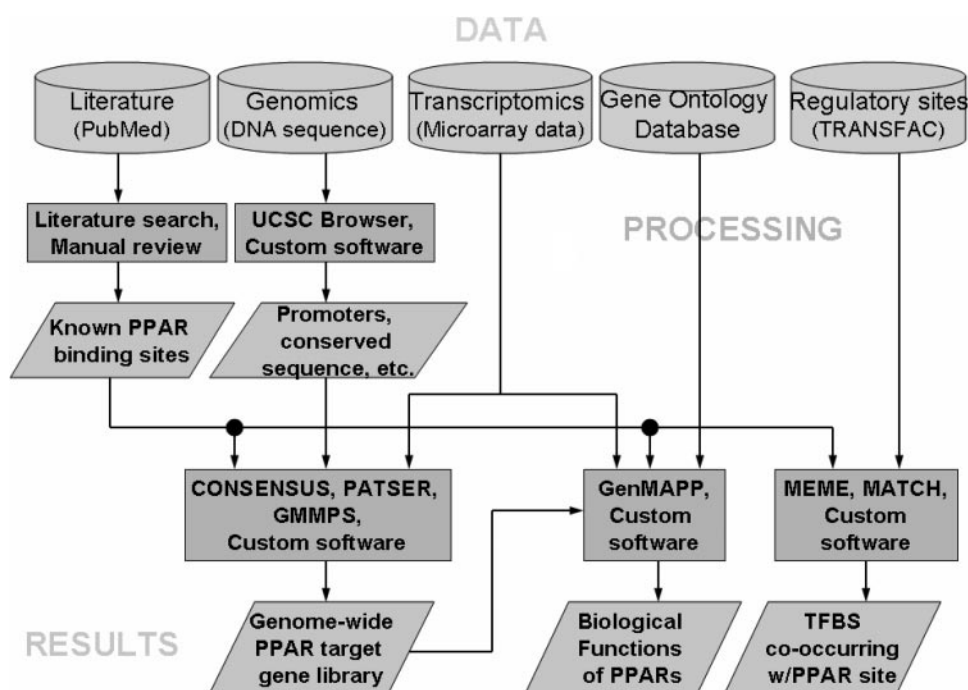 DATA
Literature
(PubMed)
Genomics
(DNA sequence)
Transcriptomics
(Microarray data)
Gene Ontology
Database
Regulatory sites
(TRANSFAC)
Literature search,
Manual review
UCSC Browser,
Custom software
PROCESSING
Known PPAR
binding sites
Promoters,
conserved
sequence, etc.
CONSENSUS, PATSER,
GMMPS,
Custom software
GenMAPP,
Custom
software
MEME, MATCH,
Custom
software
RESULTS
Genome-wide
PPAR target
gene library
Biological
Functions
of PPARs
TFBS
co-occurring
w/PPAR site